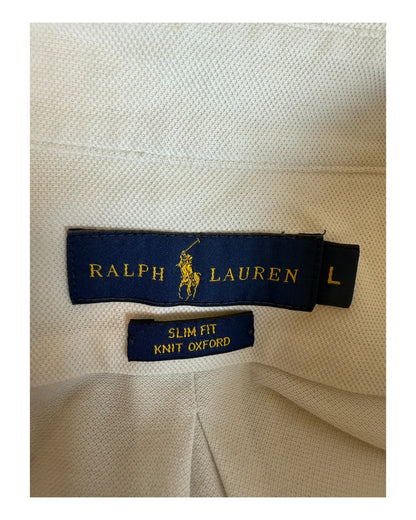 RALPH LAUREN
L
SLIM FIT
KNIT OXFORD